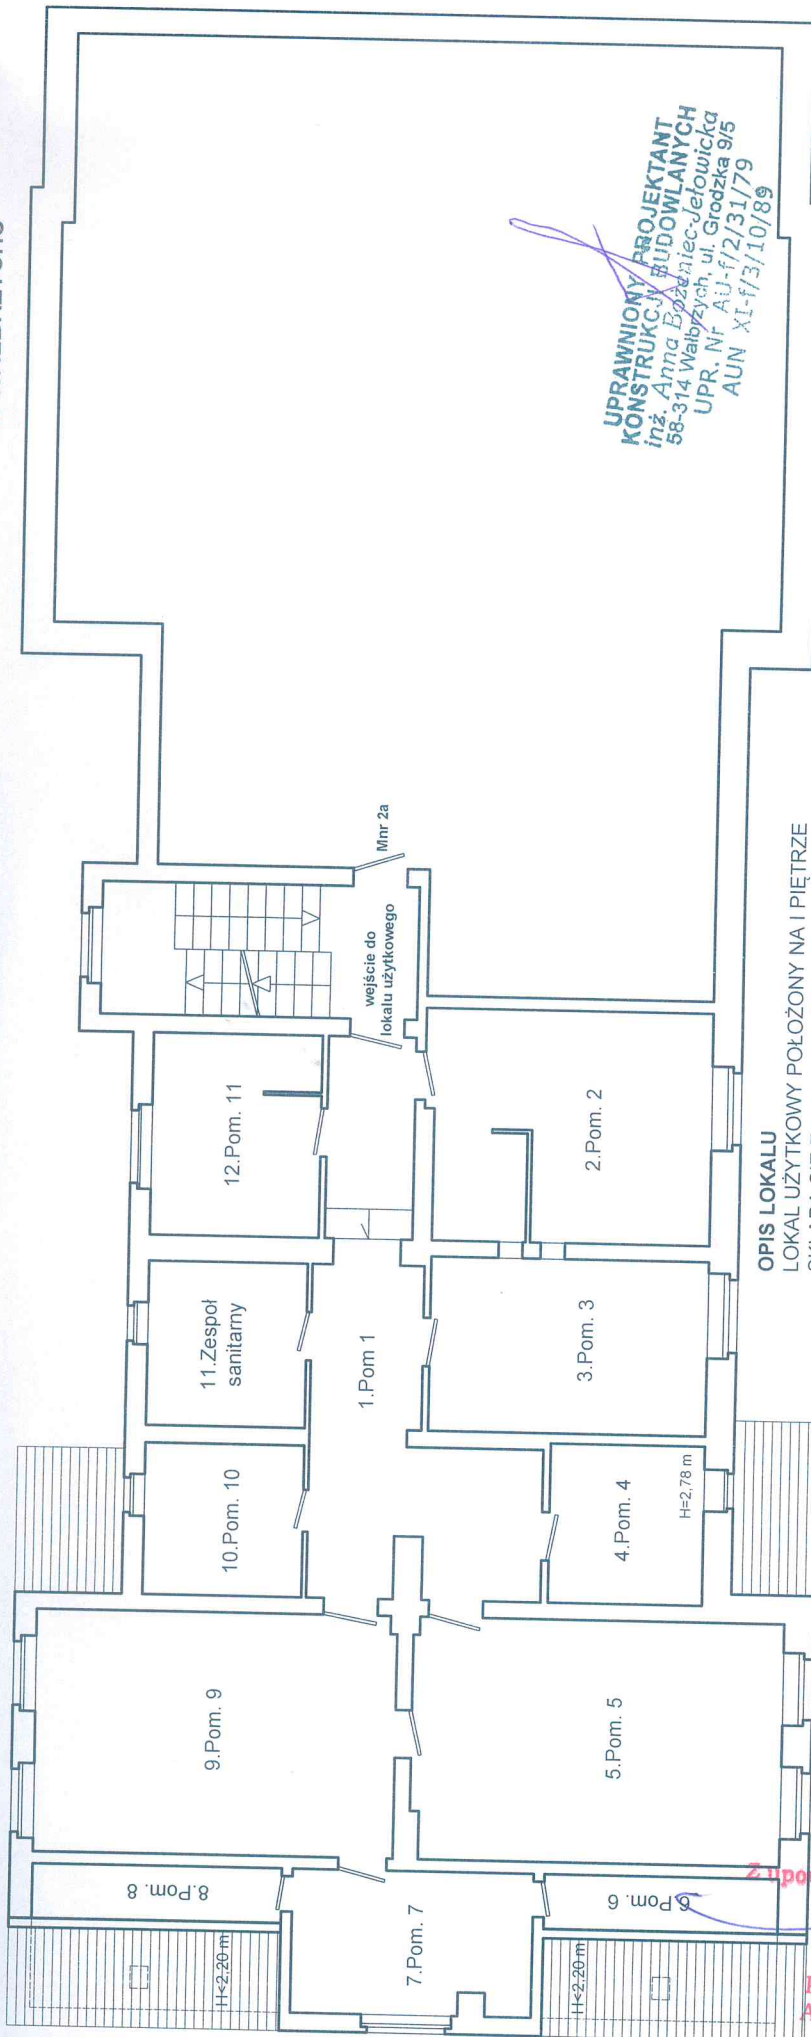 UPRAWNIONY PROJEKTANT
KONSTRUKCJI BUDOWLANYCH
inż. Anna Bożeniec-Jełowicka
58-314 Wałbrzych, ul. Grodzka 9/5
UPR. Nr AU-f/2/31/79
AUN XI-f/3/10/89
Mnr 2a
wejście do
lokalu użytkowego
12.Pom. 11
2.Pom. 2
11.Zespoł
sanitarny
1.Pom 1
3.Pom. 3
10.Pom. 10
4.Pom. 4
H=2,78 m
9.Pom. 9
5.Pom. 5
8.Pom. 8
6.Pom. 6
7.Pom. 7
H<2,20 m
H<2,20 m
OPIS LOKALU
LOKAL UŻYTKOWY POŁOŻONY NA I PIĘTRZE